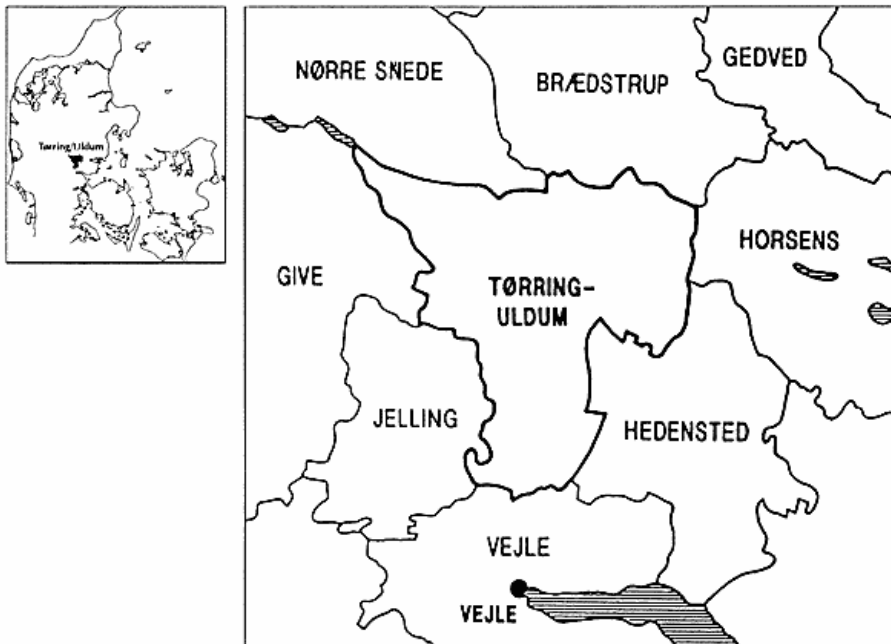 Tørring/Uldum
NØRRE SNEDE
BRÆDSTRUP
GEDVED
HORSENS
GIVE
TØRRING-
ULDUM
JELLING
HEDENSTED
VEJLE
VEJLE